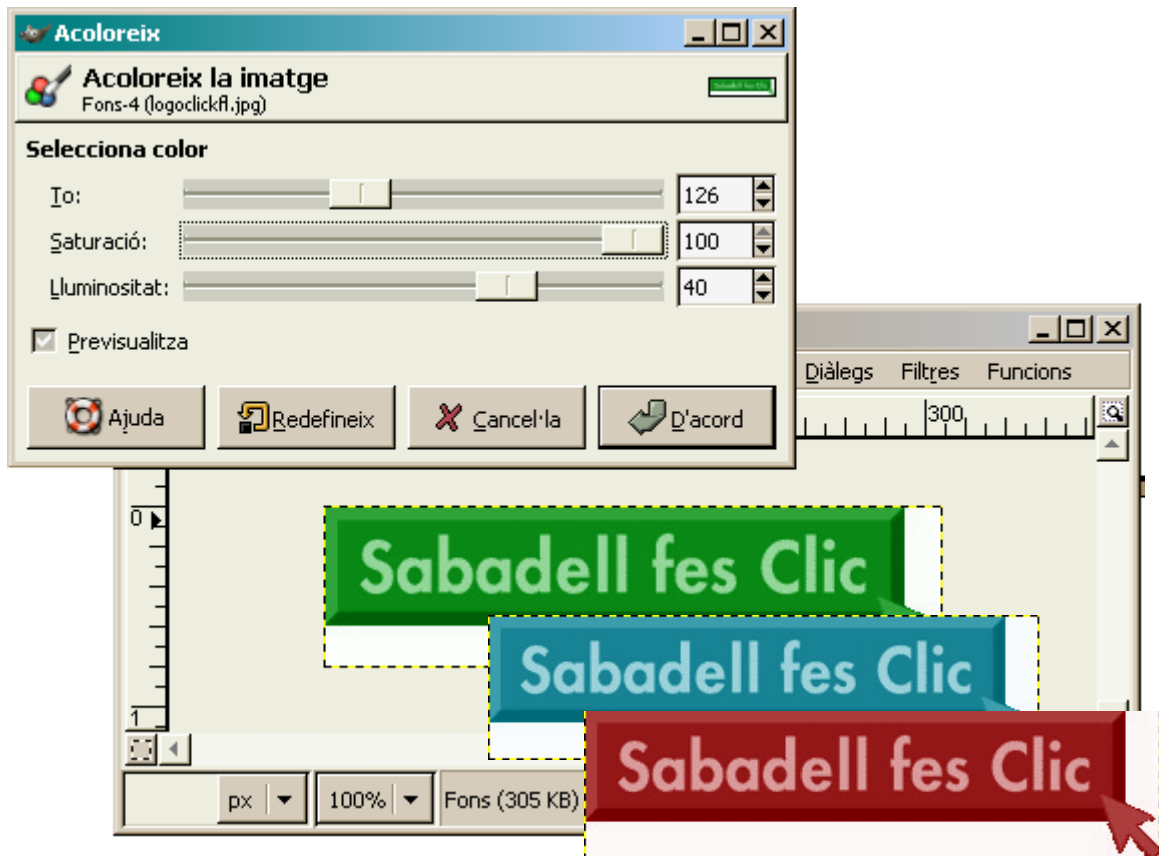 Acoloreix
Acoloreix la imatge
Fons-4 (logoclickfl.jpg)
Selecciona color
To: 126
Saturació: 100
Lluminositat: 40
Previsualitza
Ajuda Redefineix Cancel·la D'acord
Diàlegs Filtres Funcions
300
0
Sabadell fes Clic
Sabadell fes Clic
1
Sabadell fes Clic
px 100% Fons (305 KB)